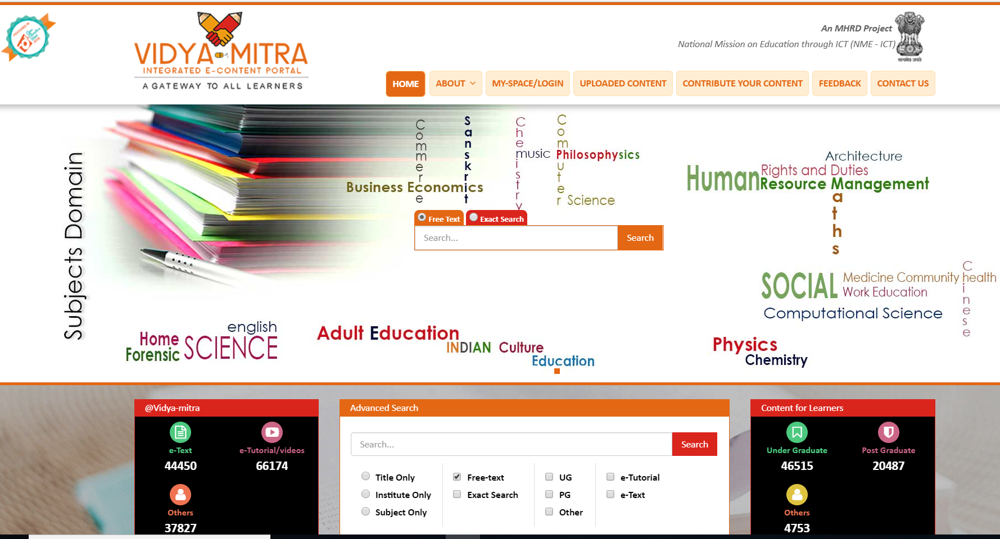 FEATURED IN
An MHRD Project
National Mission on Education through ICT (NME - ICT)
सत्यमेव जयते
VIDYA-MITRA
INTEGRATED E-CONTENT PORTAL
A GATEWAY TO ALL LEARNERS
HOME
ABOUT
MY-SPACE/LOGIN
UPLOADED CONTENT
CONTRIBUTE YOUR CONTENT
FEEDBACK
CONTACT US
Subjects Domain
Commerce
Sanskrit
Chemistry
Computer
music
Philosophysics
Business Economics
Science
Architecture
Human
Rights and Duties
Resource Management
aths
Free Text
Exact Search
Search...
Search
SOCIAL
Medicine Community health
Work Education
Chinese
Computational Science
english
Home
Forensic
SCIENCE
Adult Education
INDIAN Culture
Education
Physics
Chemistry
@Vidya-mitra
e-Text
44450
e-Tutorial/videos
66174
Others
37827
Advanced Search
Search...
Search
Title Only
Institute Only
Subject Only
Free-text
Exact Search
UG
PG
Other
e-Tutorial
e-Text
Content for Learners
Under Graduate
46515
Post Graduate
20487
Others
4753